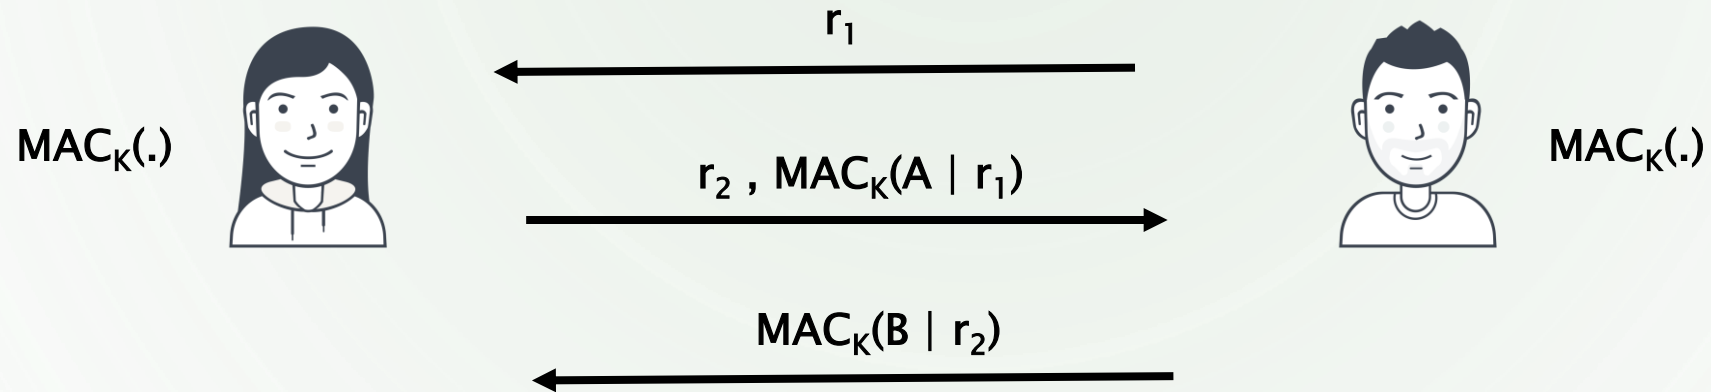 r₁
MACₖ(.)
MACₖ(.)
r₂ , MACₖ(A | r₁)
MACₖ(B | r₂)